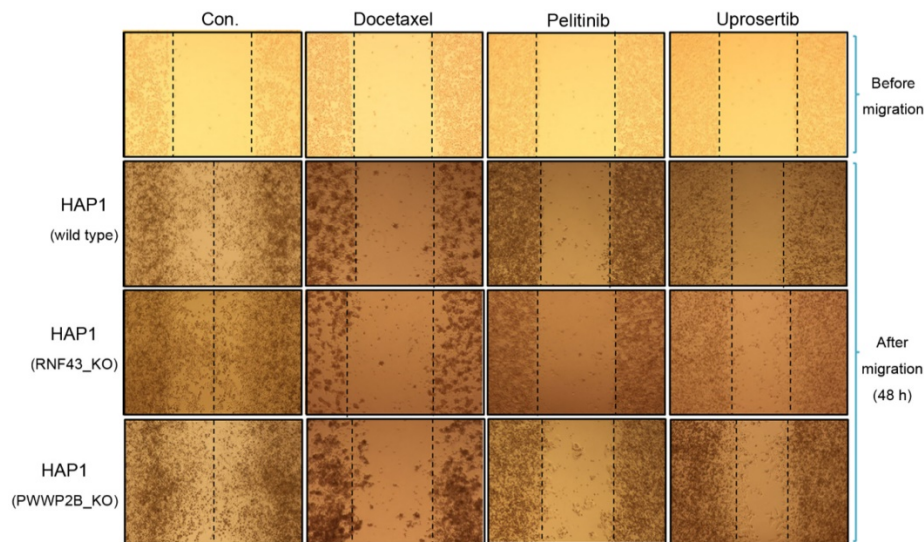 Con. Docetaxel Pelitinib Uprosertib
Before
migration
HAP1
(wild type)
HAP1
(RNF43_KO)
After
migration
(48 h)
HAP1
(PWWP2B_KO)